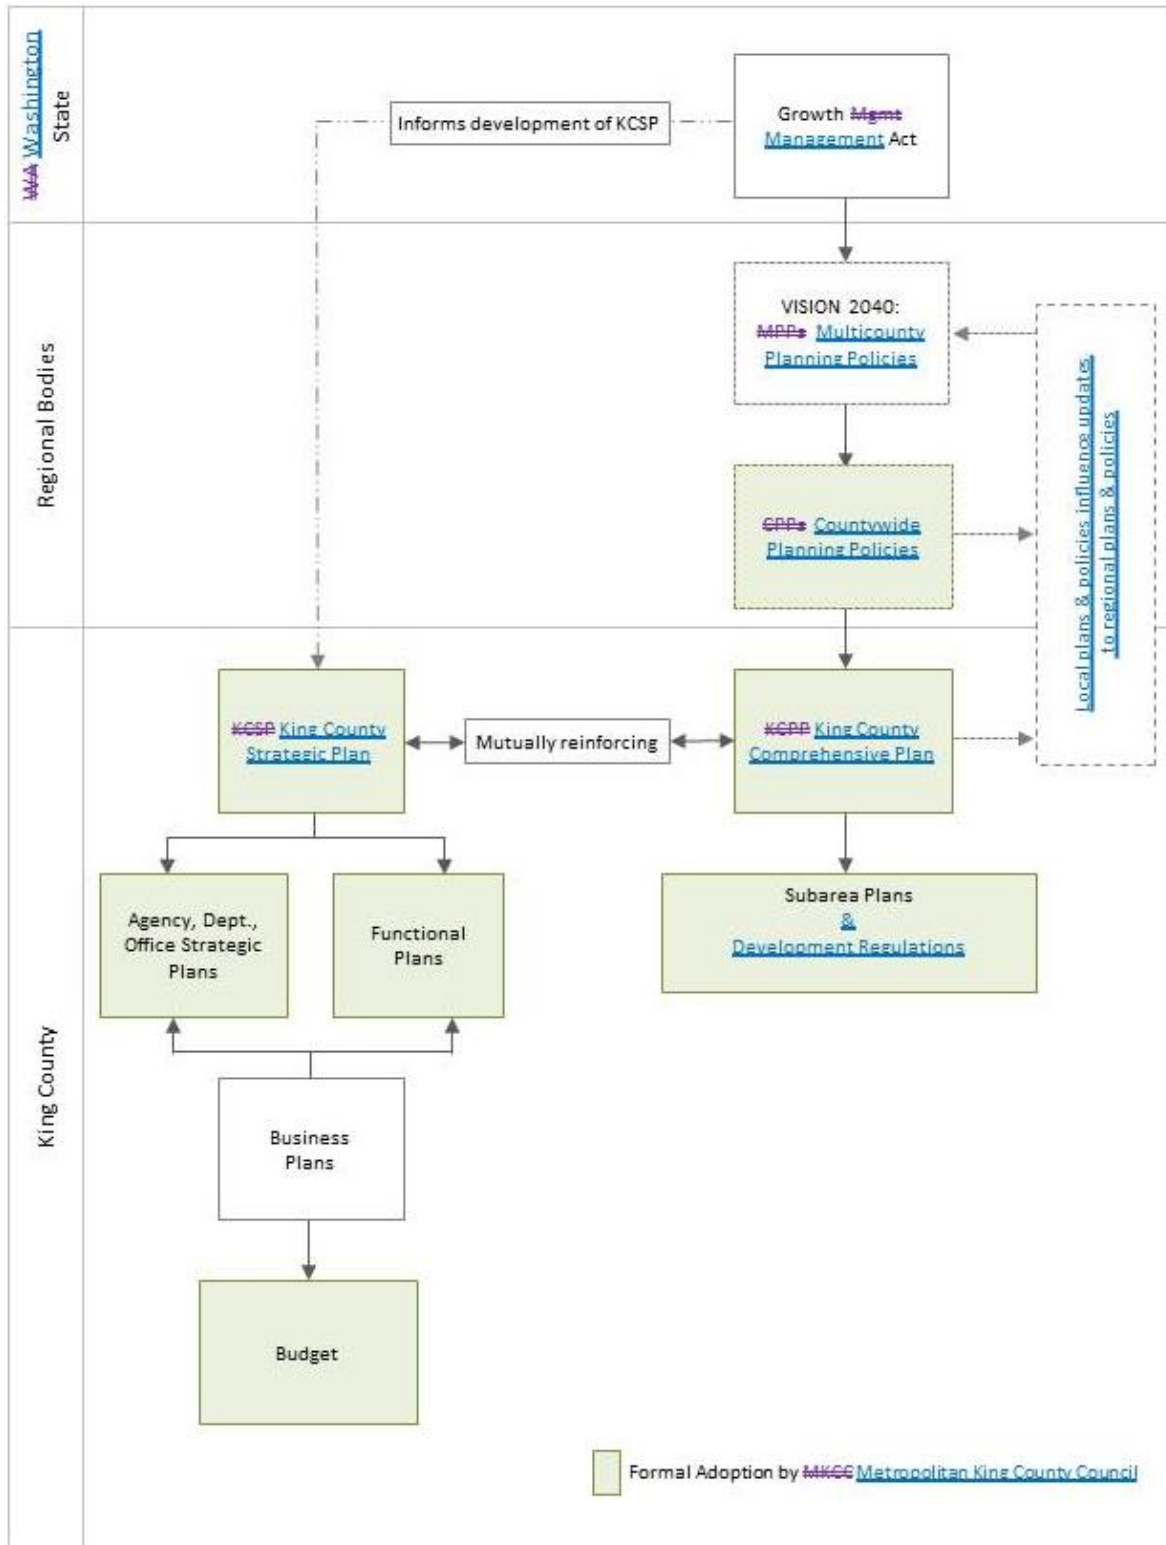 WA Washington
State
Informs development of KCSP
Growth Mgmt
Management Act
Regional Bodies
VISION 2040:
MPPs Multicounty
Planning Policies
Local plans & policies influence updates
to regional plans & policies
CPPs Countywide
Planning Policies
King County
KCSP King County
Strategic Plan
Mutually reinforcing
KCPP King County
Comprehensive Plan
Agency, Dept.,
Office Strategic
Plans
Functional
Plans
Subarea Plans
&
Development Regulations
Business
Plans
Budget
Formal Adoption by MKCC Metropolitan King County Council